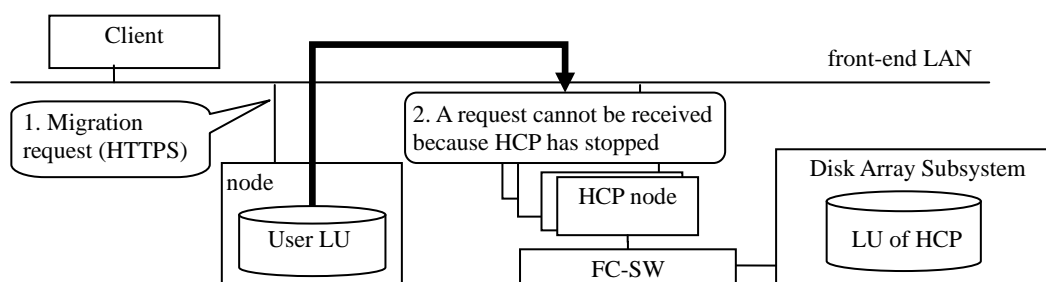 Client
front-end LAN
1. Migration
request (HTTPS)
2. A request cannot be received
because HCP has stopped
node
User LU
HCP node
FC-SW
Disk Array Subsystem
LU of HCP